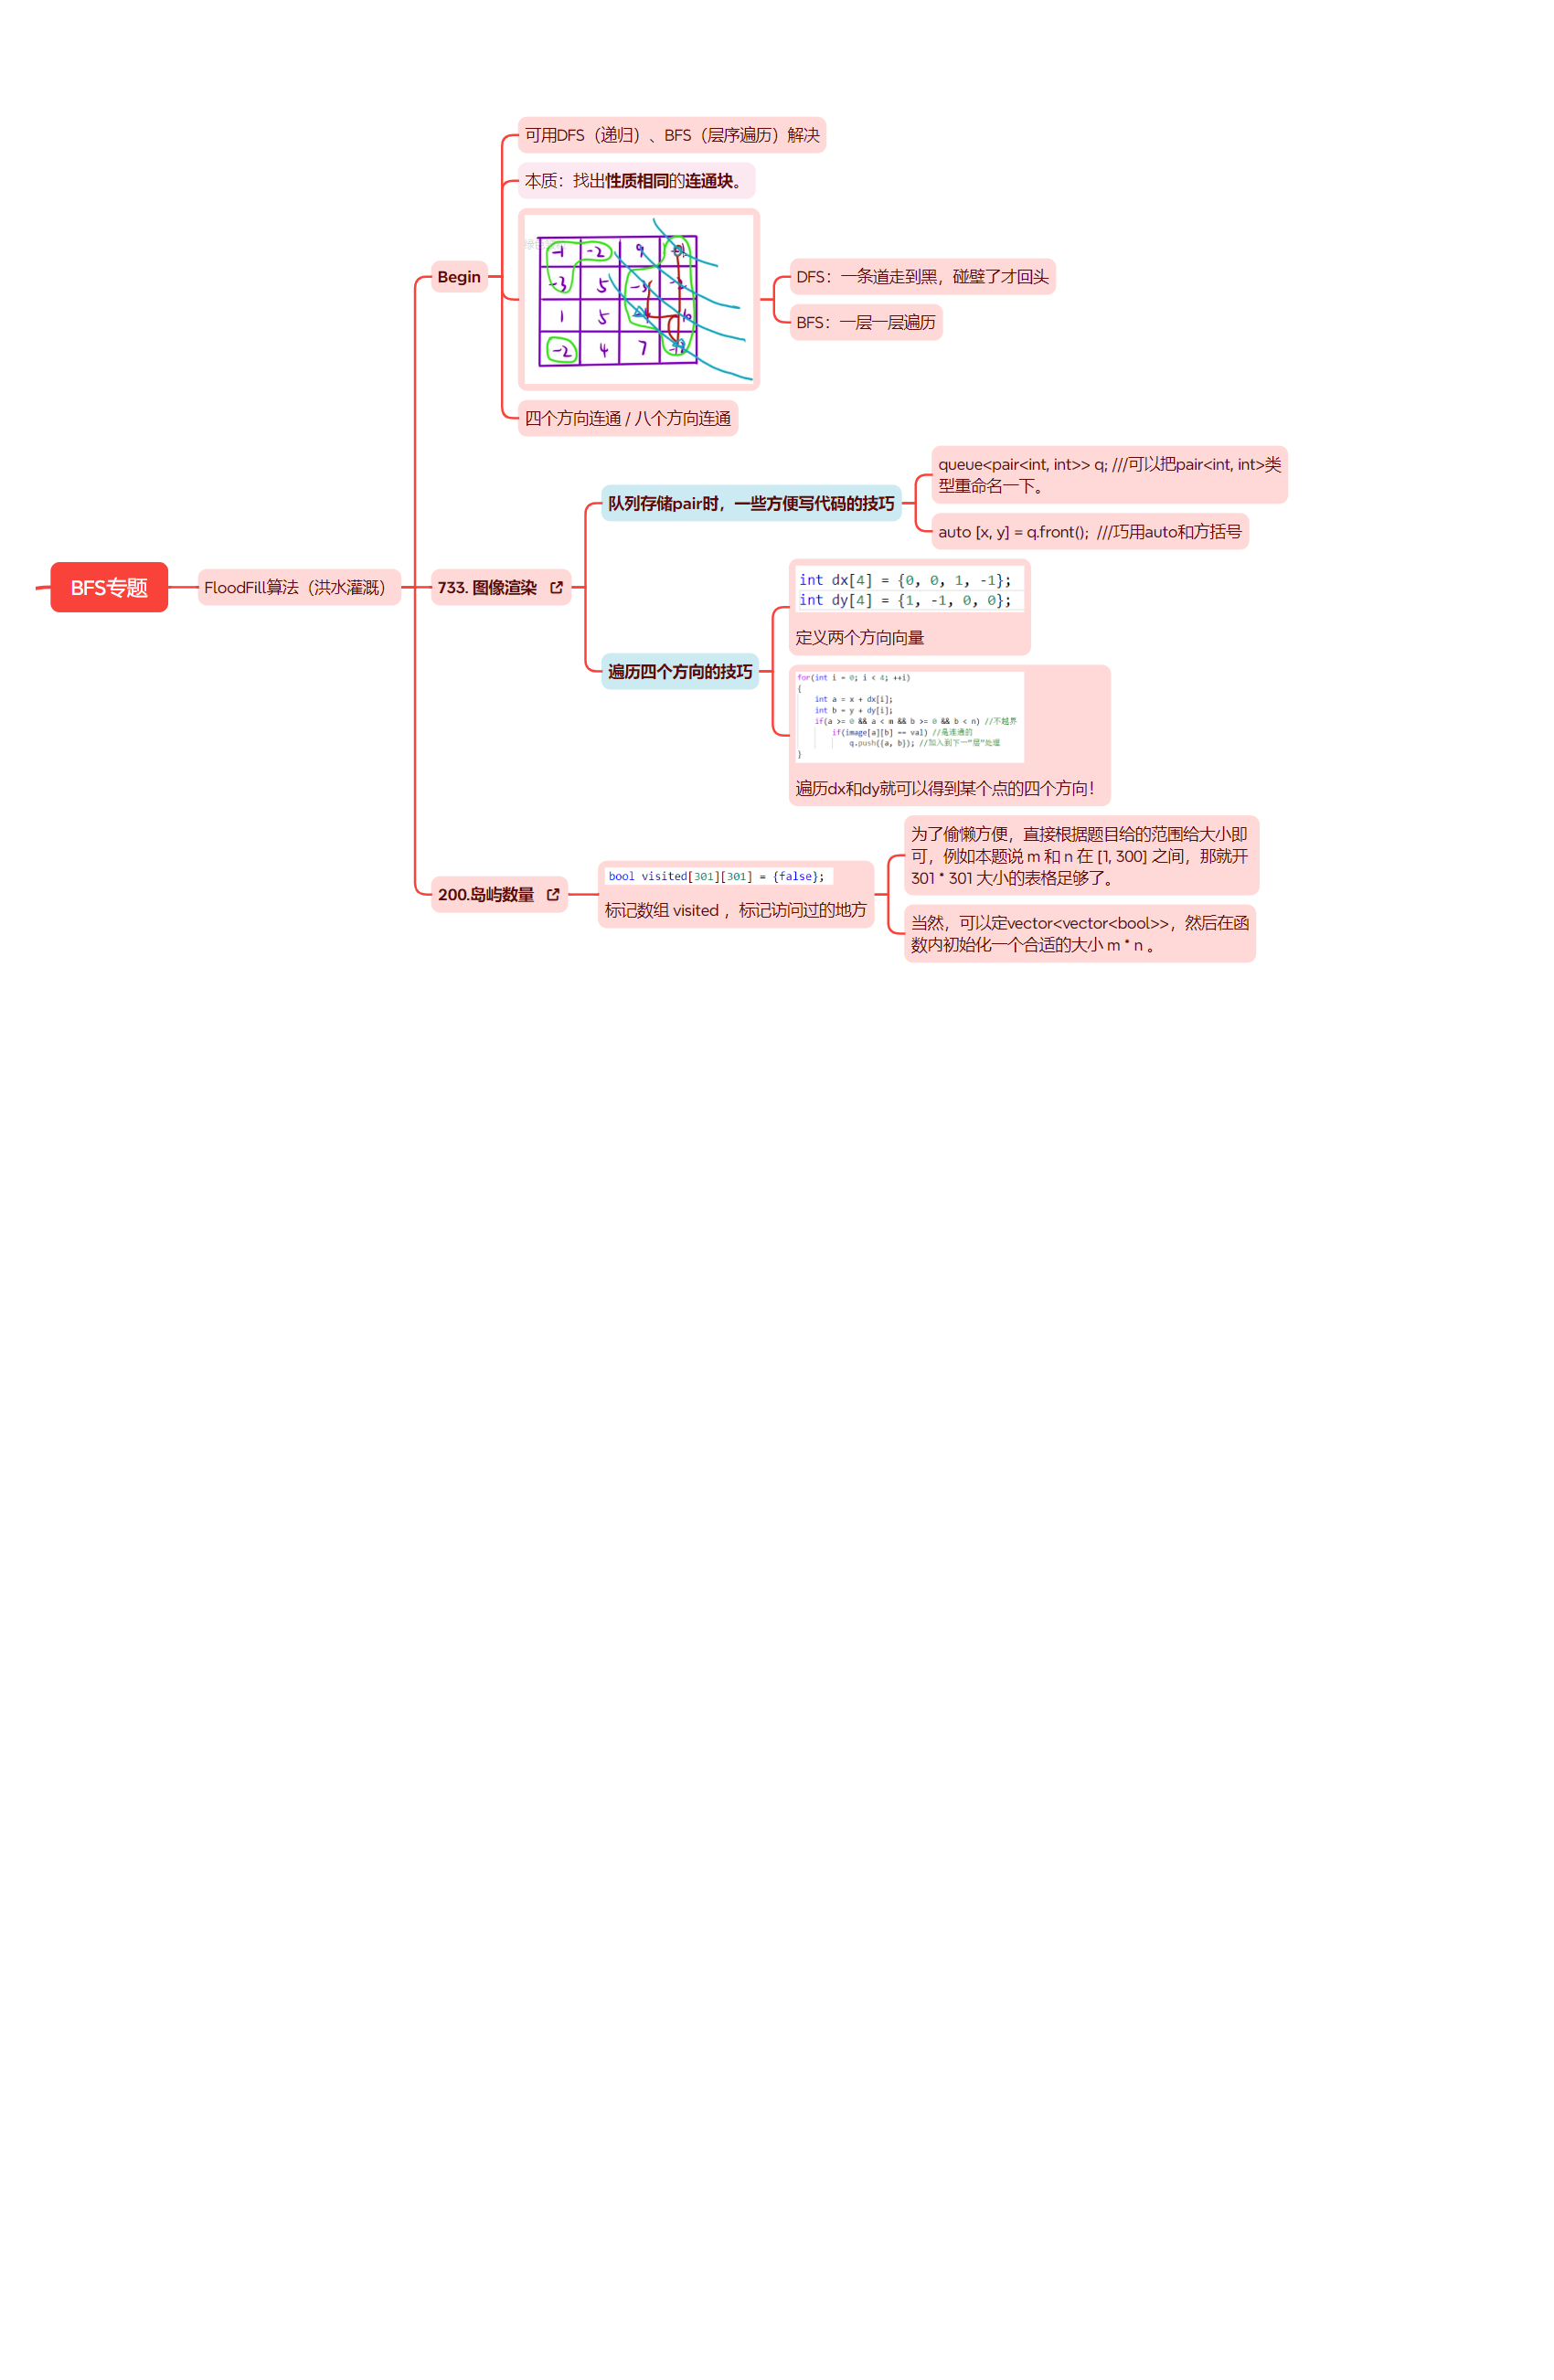 可用DFS（递归）、BFS（层序遍历）解决
本质：找出性质相同的连通块。
-1 -2 9
-3 5 -3 -2
1 5
-2 4 7
DFS：一条道走到黑，碰壁了才回头
BFS：一层一层遍历
Begin
四个方向连通 / 八个方向连通
queue<pair<int, int>> q; ///可以把pair<int, int>类
型重命名一下。
队列存储pair时，一些方便写代码的技巧
auto [x, y] = q.front();  ///巧用auto和方括号
BFS专题
FloodFill算法（洪水灌溉）
733. 图像渲染
int dx[4] = {0, 0, 1, -1};
int dy[4] = {1, -1, 0, 0};
定义两个方向向量
遍历四个方向的技巧
for(int i = 0; i < 4; ++i)
{
int a = x + dx[i];
int b = y + dy[i];
if(a >= 0 && a < m && b >= 0 && b < n) //不越界
if(image[a][b] == val) //是连通的
q.push({a, b}); //加入到下一“层”处理
}
遍历dx和dy就可以得到某个点的四个方向！
200.岛屿数量
bool visited[301][301] = {false};
标记数组 visited ，标记访问过的地方
为了偷懒方便，直接根据题目给的范围给大小即
可，例如本题说 m 和 n 在 [1, 300] 之间，那就开
301 * 301 大小的表格足够了。
当然，可以定vector<vector<bool>>，然后在函
数内初始化一个合适的大小 m * n 。